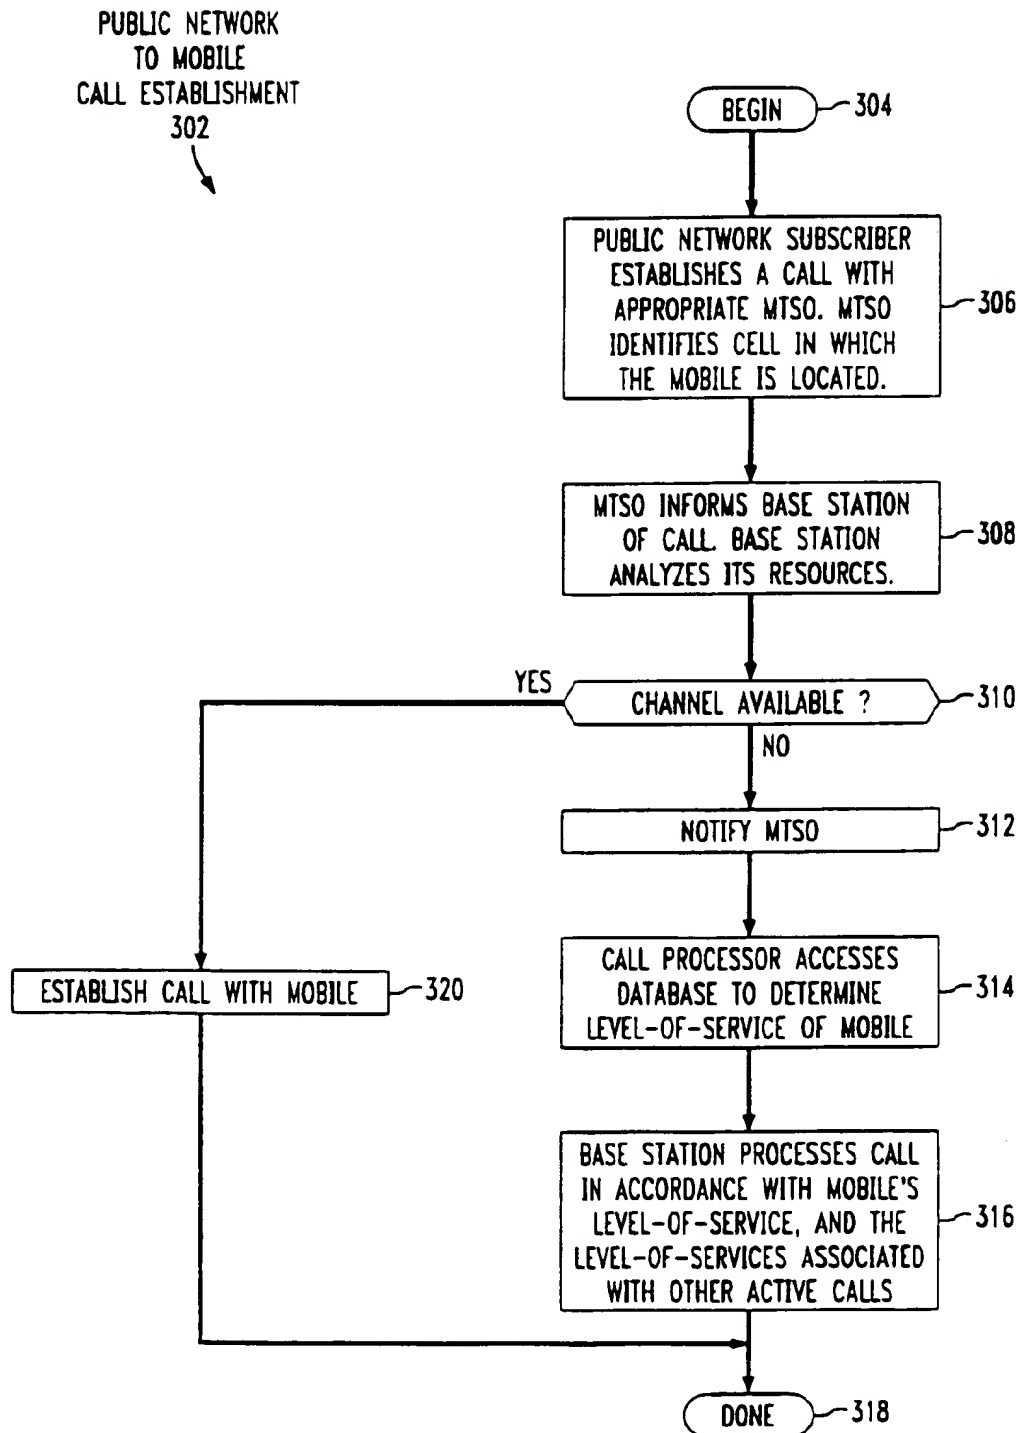 PUBLIC NETWORK
TO MOBILE
CALL ESTABLISHMENT
302
BEGIN
304
PUBLIC NETWORK SUBSCRIBER
ESTABLISHES A CALL WITH
APPROPRIATE MTSO. MTSO
IDENTIFIES CELL IN WHICH
THE MOBILE IS LOCATED.
306
MTSO INFORMS BASE STATION
OF CALL. BASE STATION
ANALYZES ITS RESOURCES.
308
YES
CHANNEL AVAILABLE ?
310
NO
NOTIFY MTSO
312
CALL PROCESSOR ACCESSES
DATABASE TO DETERMINE
LEVEL-OF-SERVICE OF MOBILE
314
ESTABLISH CALL WITH MOBILE
320
BASE STATION PROCESSES CALL
IN ACCORDANCE WITH MOBILE'S
LEVEL-OF-SERVICE, AND THE
LEVEL-OF-SERVICES ASSOCIATED
WITH OTHER ACTIVE CALLS
316
DONE
318